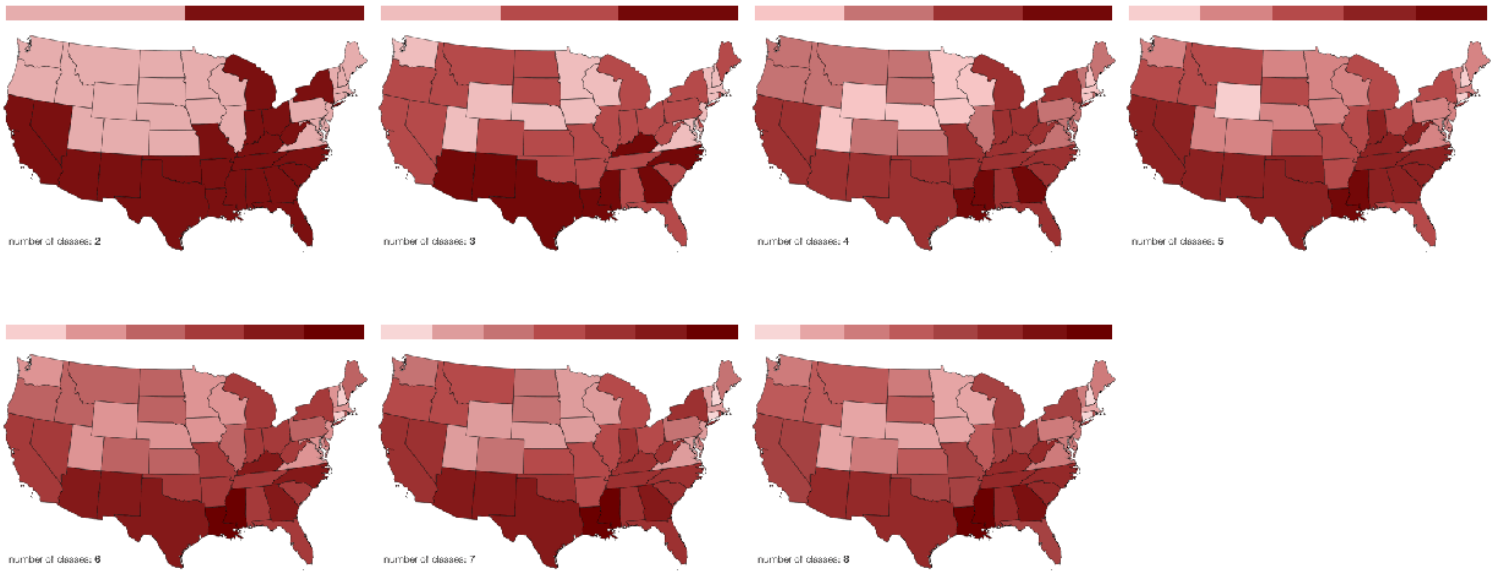 number of classes: 2
number of classes: 3
number of classes: 4
number of classes: 5
number of classes: 6
number of classes: 7
number of classes: 8